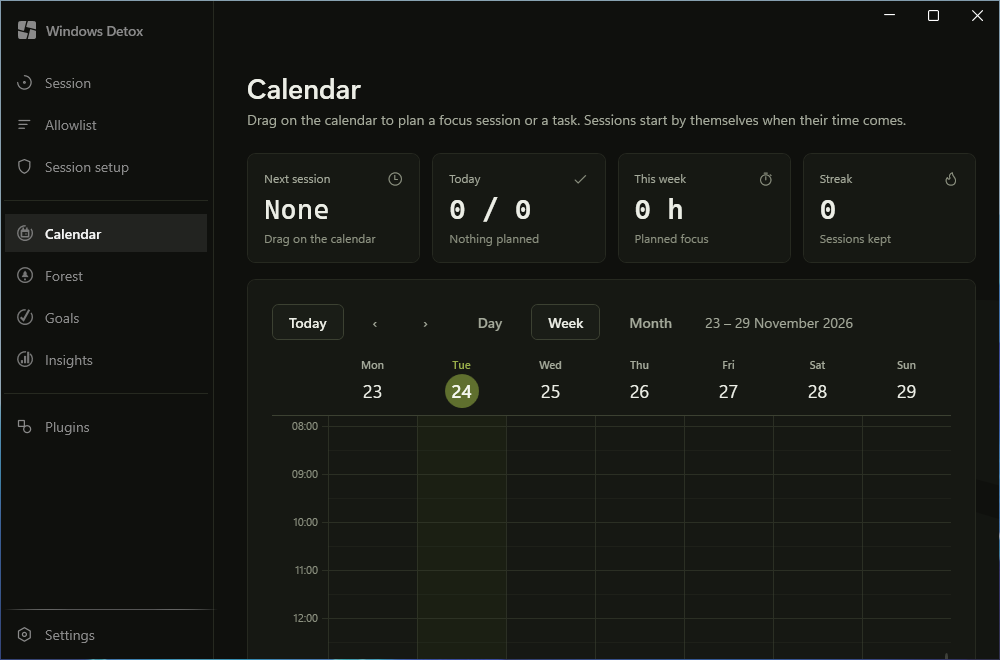 Windows Detox
Session
Allowlist
Session setup
Calendar
Forest
Goals
Insights
Plugins
Settings
Calendar
Drag on the calendar to plan a focus session or a task. Sessions start by themselves when their time comes.
Next session
None
Drag on the calendar
Today
0 / 0
Nothing planned
This week
0 h
Planned focus
Streak
0
Sessions kept
Today ‹ › Day Week Month 23 – 29 November 2026
Mon Tue Wed Thu Fri Sat Sun
23 24 25 26 27 28 29
08:00
09:00
10:00
11:00
12:00